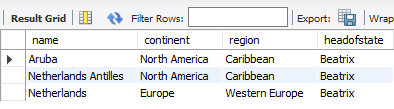 Result Grid Filter Rows: Export: Wrap
name continent region headofstate
Aruba North America Caribbean Beatrix
Netherlands Antilles North America Caribbean Beatrix
Netherlands Europe Western Europe Beatrix